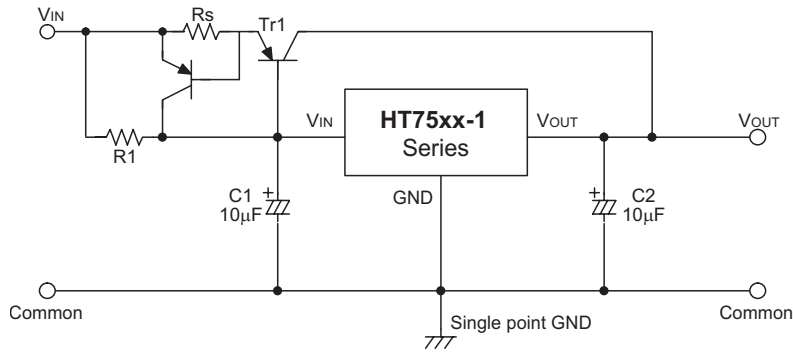 VIN
Rs
Tr1
R1
VIN
HT75xx-1
Series
VOUT
VOUT
GND
C1
10μF
+
C2
10μF
+
Common
Common
Single point GND